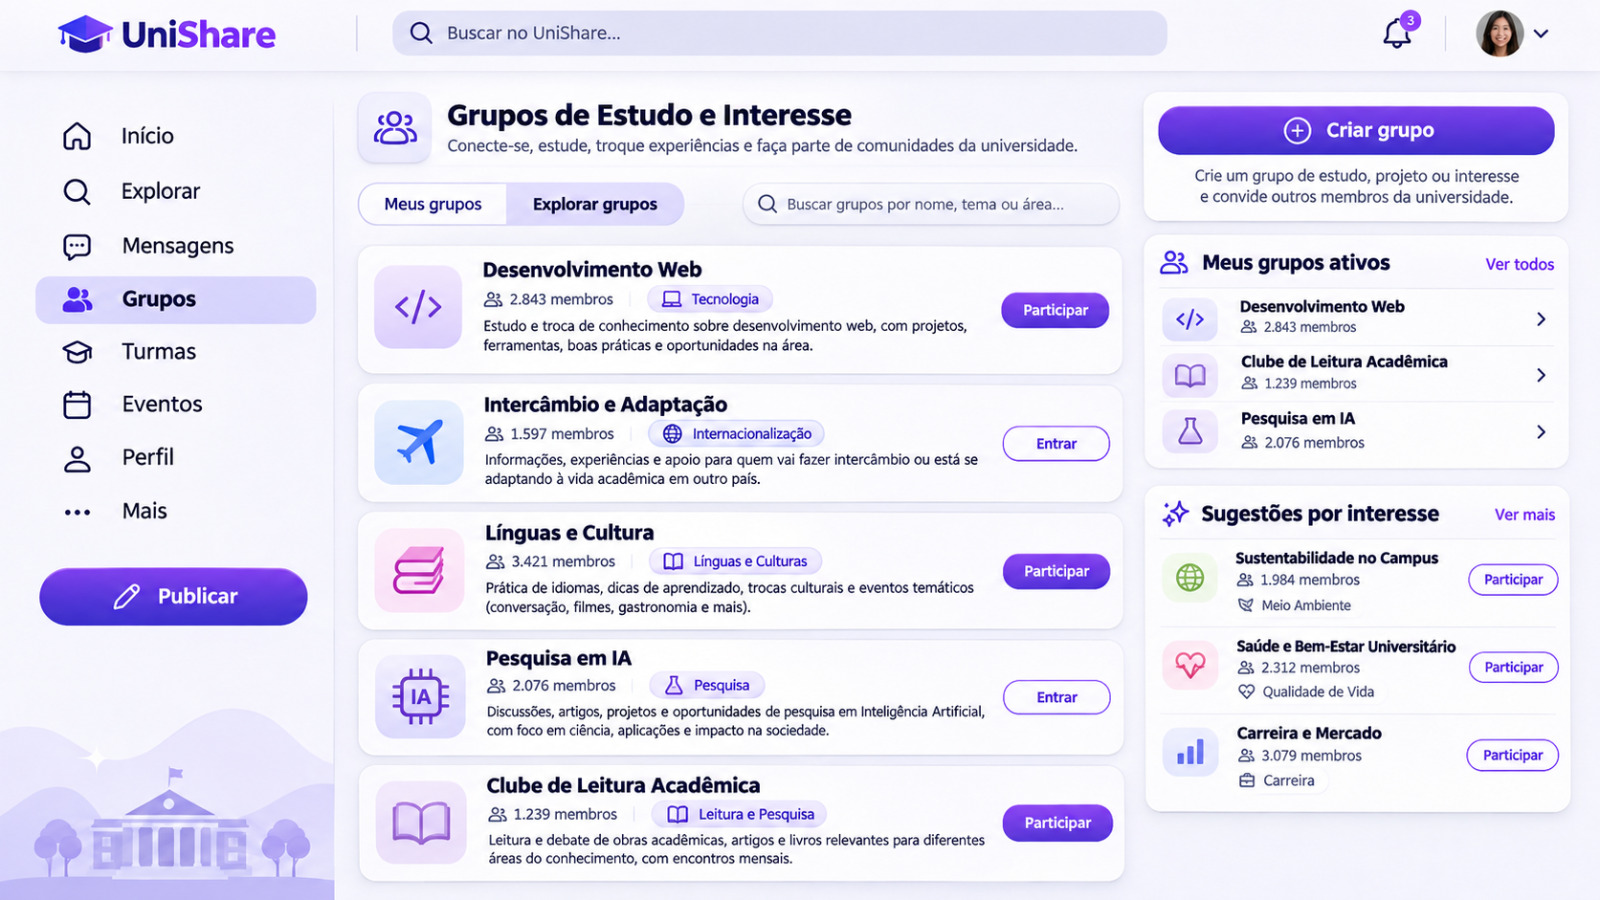 UniShare
Buscar no UniShare...
3
Início
Explorar
Mensagens
Grupos
Turmas
Eventos
Perfil
Mais
Publicar
Grupos de Estudo e Interesse
Conecte-se, estude, troque experiências e faça parte de comunidades da universidade.
Meus grupos
Explorar grupos
Buscar grupos por nome, tema ou área...
Desenvolvimento Web
2.843 membros
Tecnologia
Estudo e troca de conhecimento sobre desenvolvimento web, com projetos,
ferramentas, boas práticas e oportunidades na área.
Participar
Intercâmbio e Adaptação
1.597 membros
Internacionalização
Informações, experiências e apoio para quem vai fazer intercâmbio ou está se
adaptando à vida acadêmica em outro país.
Entrar
Línguas e Cultura
3.421 membros
Línguas e Culturas
Prática de idiomas, dicas de aprendizado, trocas culturais e eventos temáticos
(conversação, filmes, gastronomia e mais).
Participar
IA
Pesquisa em IA
2.076 membros
Pesquisa
Discussões, artigos, projetos e oportunidades de pesquisa em Inteligência Artificial,
com foco em ciência, aplicações e impacto na sociedade.
Entrar
Clube de Leitura Acadêmica
1.239 membros
Leitura e Pesquisa
Leitura e debate de obras acadêmicas, artigos e livros relevantes para diferentes
áreas do conhecimento, com encontros mensais.
Participar
Criar grupo
Crie um grupo de estudo, projeto ou interesse
e convide outros membros da universidade.
Meus grupos ativos
Ver todos
Desenvolvimento Web
2.843 membros
Clube de Leitura Acadêmica
1.239 membros
Pesquisa em IA
2.076 membros
Sugestões por interesse
Ver mais
Sustentabilidade no Campus
1.984 membros
Meio Ambiente
Participar
Saúde e Bem-Estar Universitário
2.312 membros
Qualidade de Vida
Participar
Carreira e Mercado
3.079 membros
Carreira
Participar